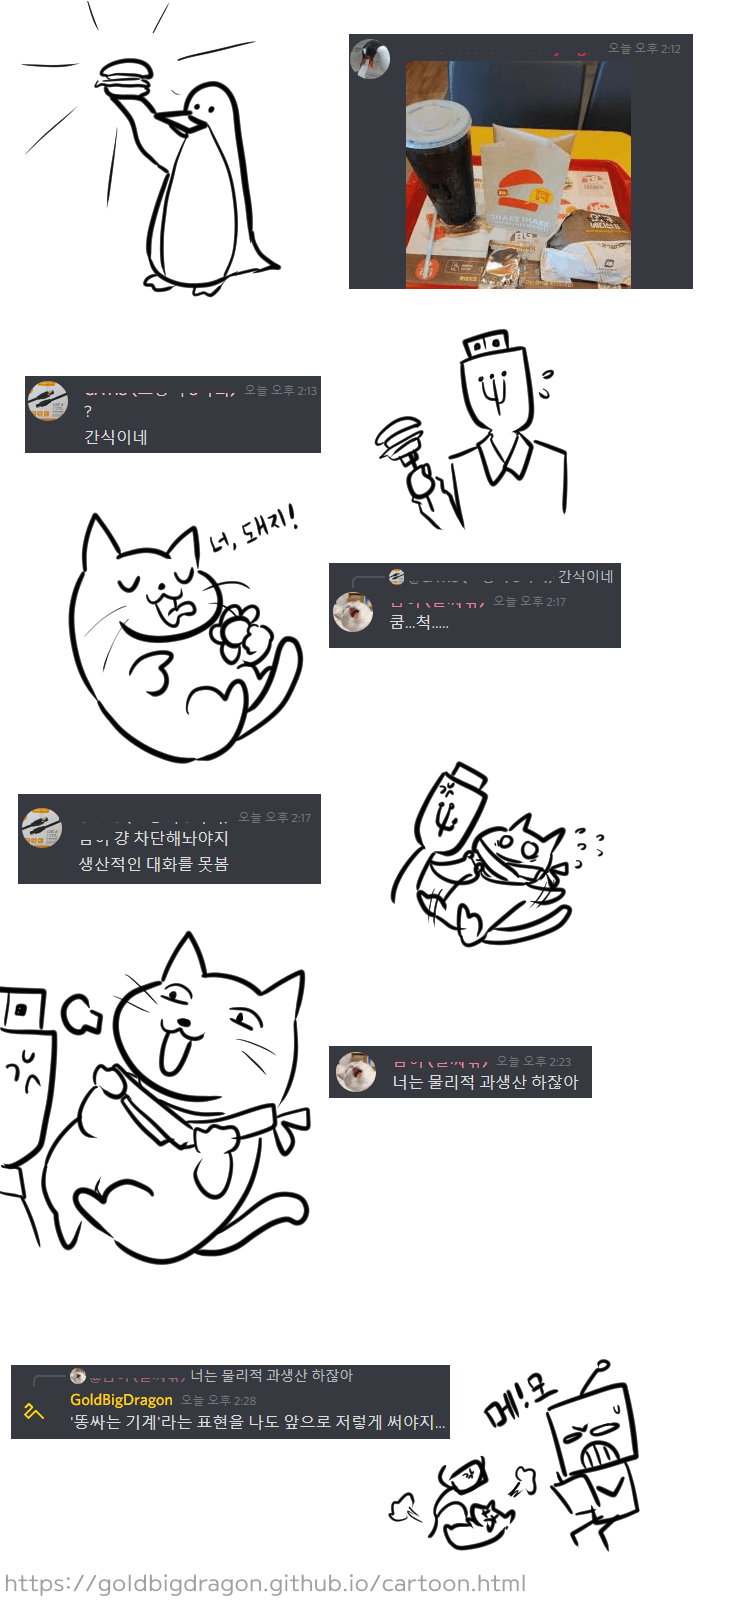 오늘 오후 2:12
SHAKE SHAKE
오늘 오후 2:13
?
간식이네
너, 돼지!
간식이네
오늘 오후 2:17
쿰...척.....
오늘 오후 2:17
걍 차단해놔야지
생산적인 대화를 못봄
오늘 오후 2:23
너는 물리적 과생산 하잖아
너는 물리적 과생산 하잖아
GoldBigDragon 오늘 오후 2:28
'똥싸는 기계'라는 표현을 나도 앞으로 저렇게 써야지...
메!모
https://goldbigdragon.github.io/cartoon.html